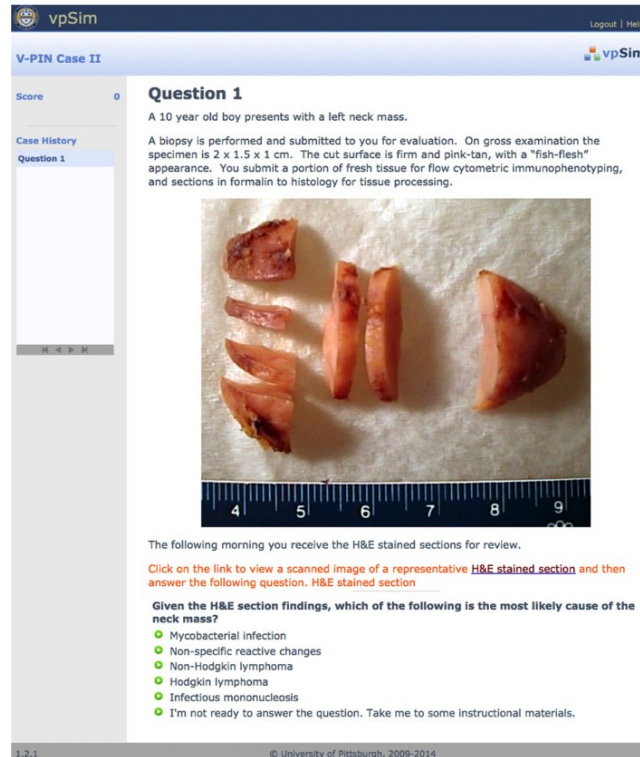 vpSim
Logout | Hel
V-PIN Case II
vpSim
Score 0
Case History
Question 1
Question 1
A 10 year old boy presents with a left neck mass.
A biopsy is performed and submitted to you for evaluation. On gross examination the
specimen is 2 x 1.5 x 1 cm. The cut surface is firm and pink-tan, with a "fish-flesh"
appearance. You submit a portion of fresh tissue for flow cytometric immunophenotyping,
and sections in formalin to histology for tissue processing.
4 5 6 7 8 9
The following morning you receive the H&E stained sections for review.
Click on the link to view a scanned image of a representative H&E stained section and then
answer the following question. H&E stained section
Given the H&E section findings, which of the following is the most likely cause of the
neck mass?
Mycobacterial infection
Non-specific reactive changes
Non-Hodgkin lymphoma
Hodgkin lymphoma
Infectious mononucleosis
I'm not ready to answer the question. Take me to some instructional materials.
1.2.1
© University of Pittsburgh, 2009-2014